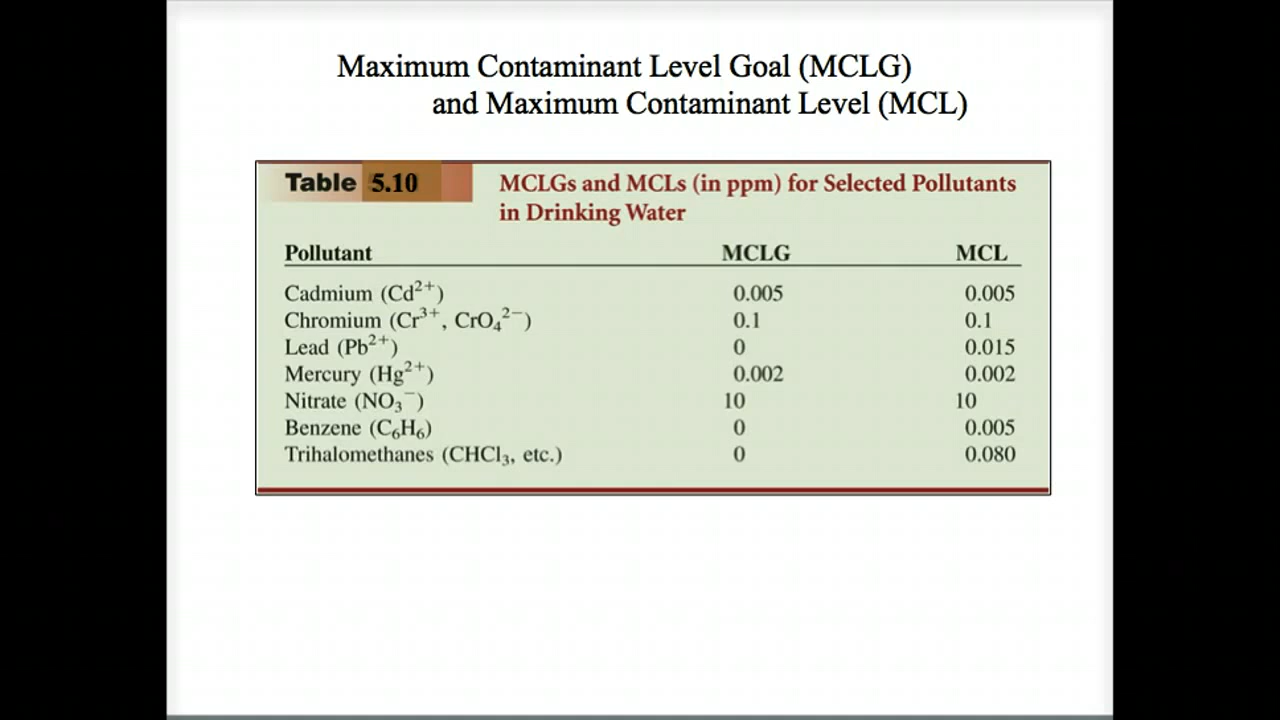 Maximum Contaminant Level Goal (MCLG)
and Maximum Contaminant Level (MCL)
Table 5.10 MCLGs and MCLs (in ppm) for Selected Pollutants
in Drinking Water
Pollutant MCLG MCL
Cadmium (Cd²⁺) 0.005 0.005
Chromium (Cr³⁺, CrO₄²⁻) 0.1 0.1
Lead (Pb²⁺) 0 0.015
Mercury (Hg²⁺) 0.002 0.002
Nitrate (NO₃⁻) 10 10
Benzene (C₆H₆) 0 0.005
Trihalomethanes (CHCl₃, etc.) 0 0.080